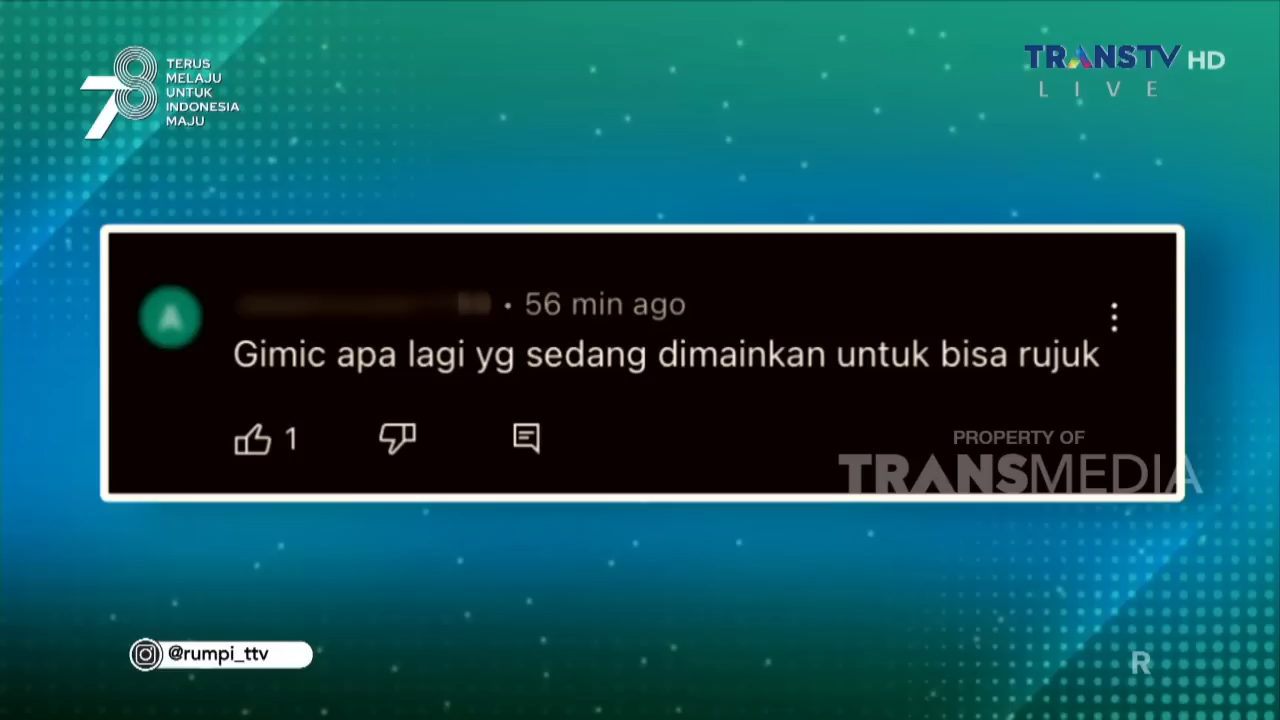 78 TERUS
MELAJU
UNTUK
INDONESIA
MAJU
TRANSTV HD
LIVE
A
• 56 min ago
Gimic apa lagi yg sedang dimainkan untuk bisa rujuk
1
PROPERTY OF
TRANSMEDIA
@rumpi_ttv
R